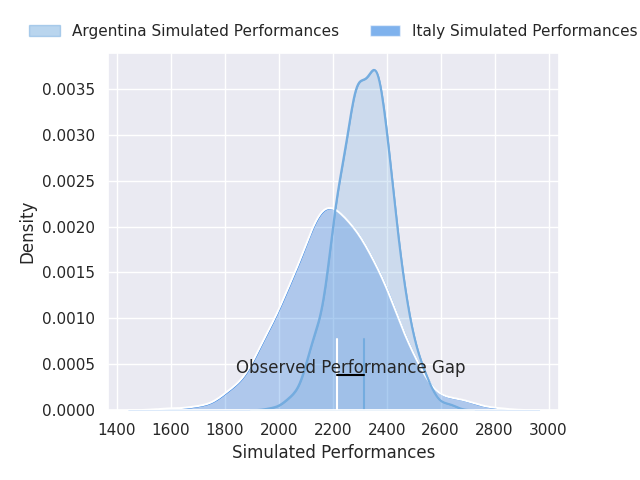 Argentina Simulated Performances
Italy Simulated Performances
0.0035
0.0030
0.0025
0.0020
0.0015
0.0010
0.0005
0.0000
Density
Observed Performance Gap
1400 1600 1800 2000 2200 2400 2600 2800 3000
Simulated Performances